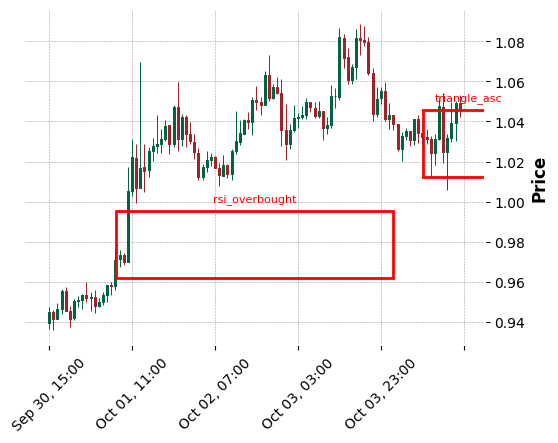 1.08
1.06
triangle_asc
1.04
1.02
rsi_overbought
1.00
Price
0.98
0.96
0.94
Sep 30, 15:00
Oct 01, 11:00
Oct 02, 07:00
Oct 03, 03:00
Oct 03, 23:00